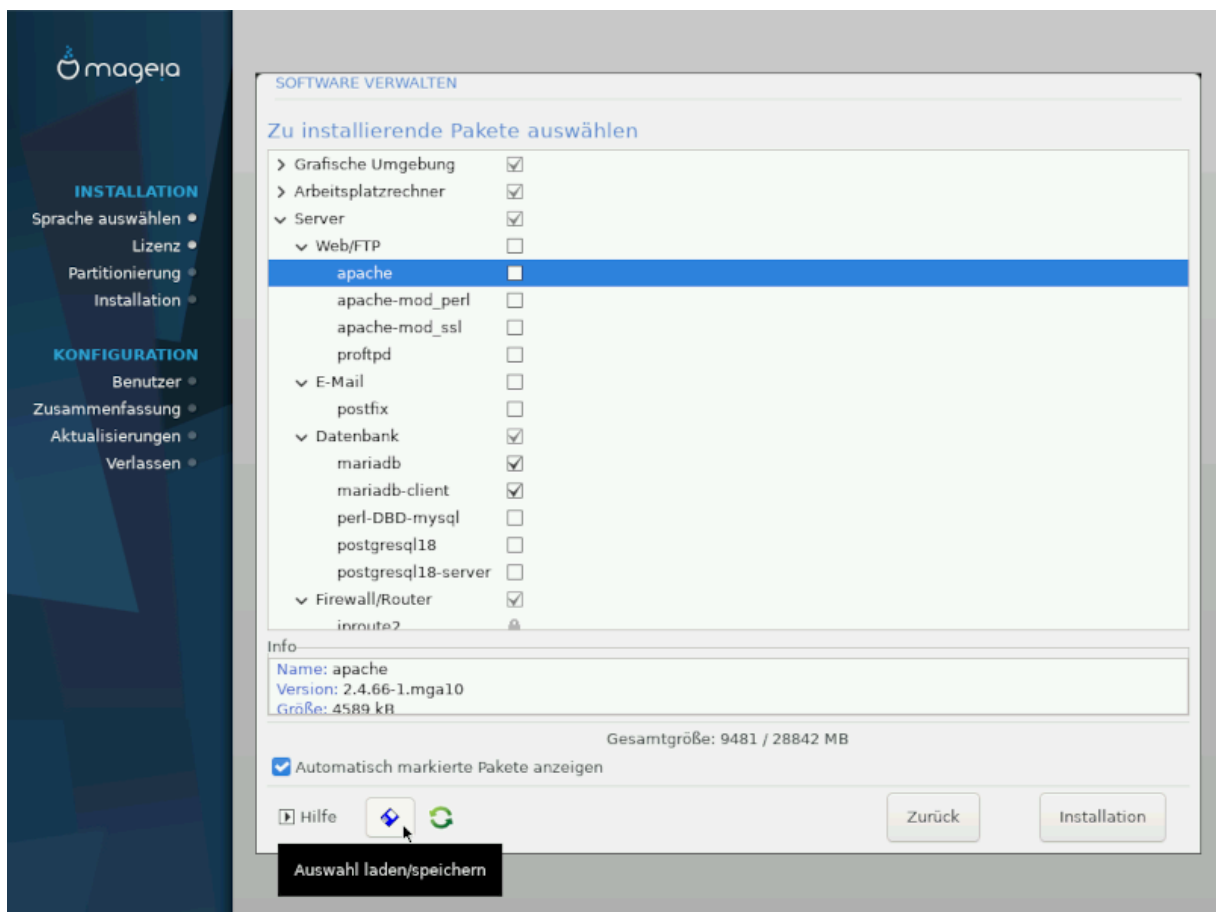 mageia
INSTALLATION
Sprache auswählen
Lizenz
Partitionierung
Installation
KONFIGURATION
Benutzer
Zusammenfassung
Aktualisierungen
Verlassen
SOFTWARE VERWALTEN
Zu installierende Pakete auswählen
Grafische Umgebung
Arbeitsplatzrechner
Server
Web/FTP
apache
apache-mod_perl
apache-mod_ssl
proftpd
E-Mail
postfix
Datenbank
mariadb
mariadb-client
perl-DBD-mysql
postgresql18
postgresql18-server
Firewall/Router
iproute2
Info
Name: apache
Version: 2.4.66-1.mga10
Größe: 4589 kB
Gesamtgröße: 9481 / 28842 MB
Automatisch markierte Pakete anzeigen
Hilfe
Zurück
Installation
Auswahl laden/speichern